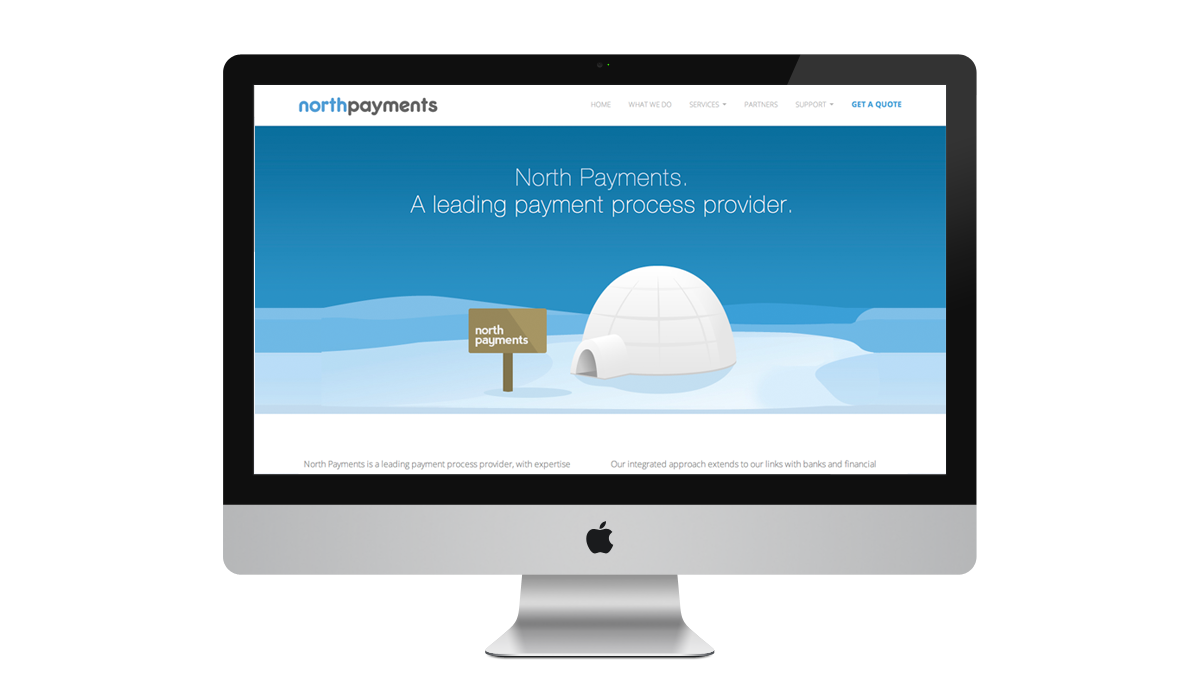 northpayments
HOME WHAT WE DO SERVICES PARTNERS SUPPORT GET A QUOTE
North Payments.
A leading payment process provider.
north
payments
North Payments is a leading payment process provider, with expertise
Our integrated approach extends to our links with banks and financial